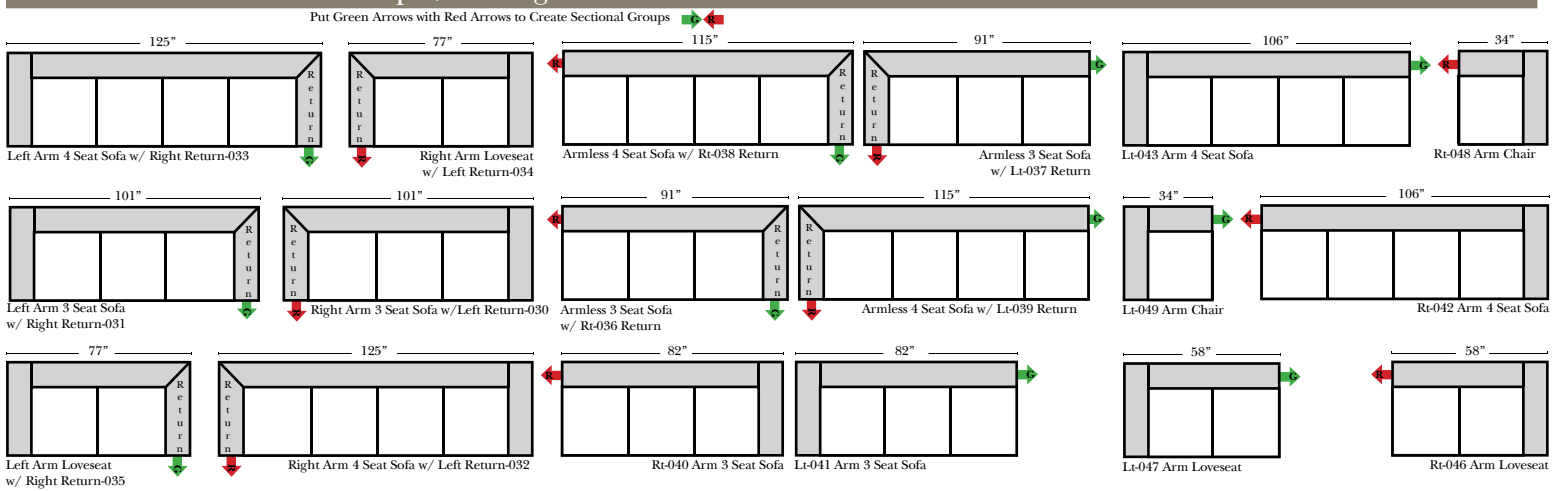 Put Green Arrows with Red Arrows to Create Sectional Groups G R
125” 77” 115” 91” 106” 34”
R G R G R
Return Return Return Return
G R G R
Left Arm 4 Seat Sofa w/ Right Return-033
Right Arm Loveseat
w/ Left Return-034
Armless 4 Seat Sofa w/ Rt-038 Return
Armless 3 Seat Sofa
w/ Lt-037 Return
Lt-043 Arm 4 Seat Sofa
Rt-048 Arm Chair
101” 101” 91” 115” 34” 106”
R G G R
Return Return Return Return
G R G R
Left Arm 3 Seat Sofa
w/ Right Return-031
Right Arm 3 Seat Sofa w/Left Return-030
Armless 3 Seat Sofa
w/ Rt-036 Return
Armless 4 Seat Sofa w/ Lt-039 Return
Lt-049 Arm Chair
Rt-042 Arm 4 Seat Sofa
77” 125” 82” 82” 58” 58”
R G G R
Return Return
G R
Left Arm Loveseat
w/ Right Return-035
Right Arm 4 Seat Sofa w/ Left Return-032
Rt-040 Arm 3 Seat Sofa
Lt-041 Arm 3 Seat Sofa
Lt-047 Arm Loveseat
Rt-046 Arm Loveseat